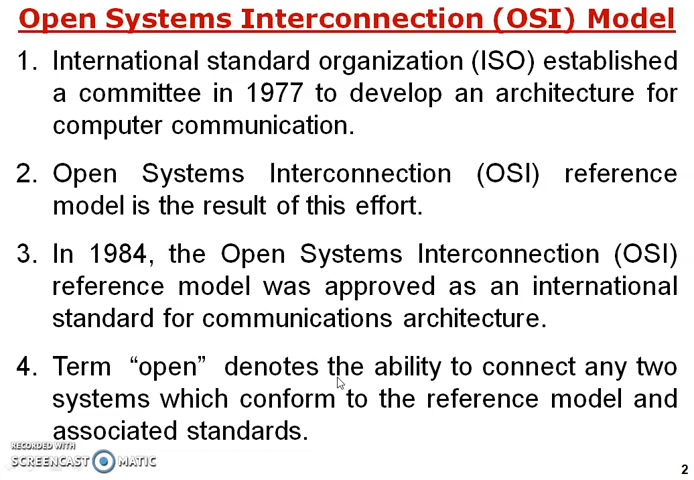 Open Systems Interconnection (OSI) Model
1. International standard organization (ISO) established
a committee in 1977 to develop an architecture for
computer communication.
2. Open Systems Interconnection (OSI) reference
model is the result of this effort.
3. In 1984, the Open Systems Interconnection (OSI)
reference model was approved as an international
standard for communications architecture.
4. Term “open” denotes the ability to connect any two
systems which conform to the reference model and
associated standards.
RECORDED WITH
SCREENCAST MATIC
2